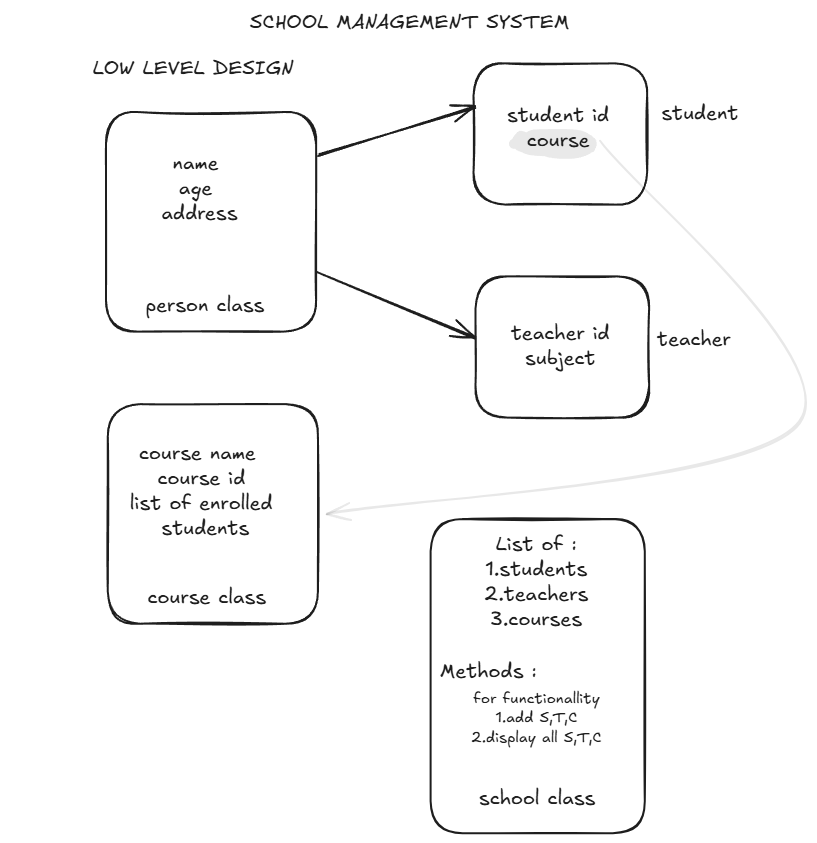 SCHOOL MANAGEMENT SYSTEM
LOW LEVEL DESIGN
name
age
address
person class
student id
course
student
teacher id
subject
teacher
course name
course id
list of enrolled
students
course class
List of :
1.students
2.teachers
3.courses
Methods :
for functionallity
1.add S,T,C
2.display all S,T,C
school class